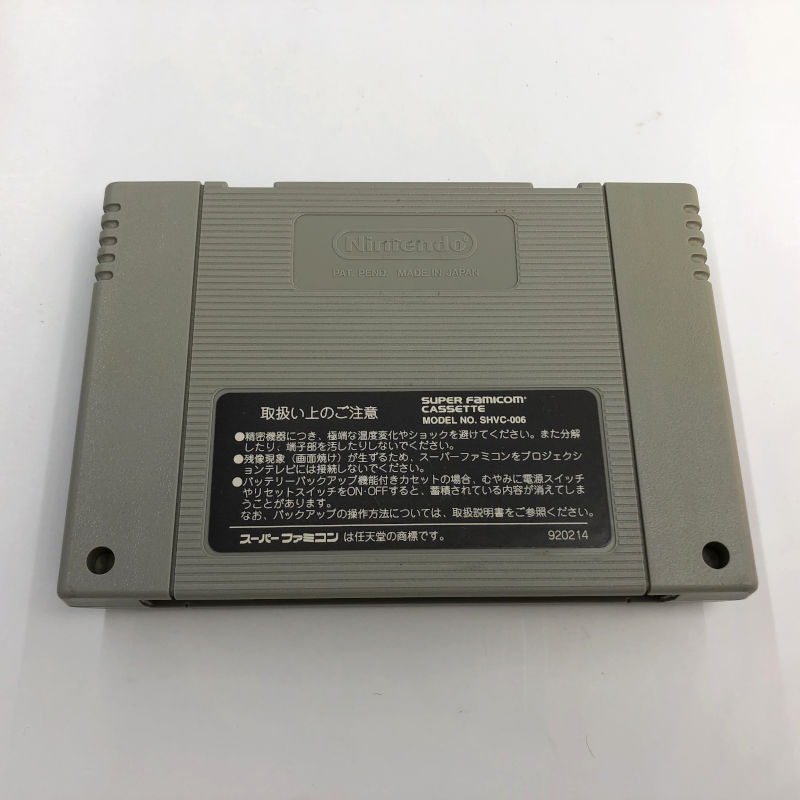 Nintendo
PAT. PEND. MADE IN JAPAN
取扱い上のご注意
SUPER FAMICOM
CASSETTE
MODEL NO. SHVC-006
●精密機器につき、極端な温度変化やショックを避けてください。また分解
したり、端子部を汚したりしないでください。
●残像現象（画面焼け）が生ずるため、スーパーファミコンをプロジェクシ
ョンテレビには接続しないでください。
●バッテリーバックアップ機能付きカセットの場合、むやみに電源スイッチ
やリセットスイッチをON・OFFすると、蓄積されている内容が消えてしま
うことがあります。
なお、バックアップの操作方法については、取扱説明書をご参照ください。
スーパーファミコン は任天堂の商標です。 920214